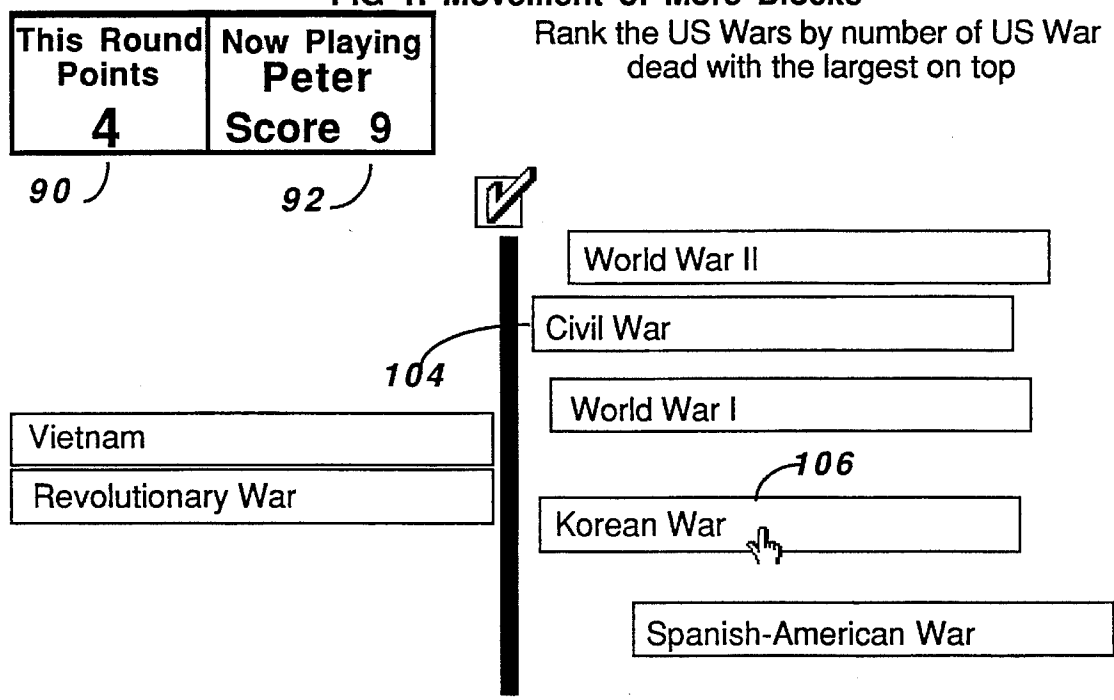 This Round
Points
4
Now Playing
Peter
Score 9
Rank the US Wars by number of US War
dead with the largest on top
90
92
World War II
Civil War
104
World War I
Vietnam
106
Revolutionary War
Korean War
Spanish-American War